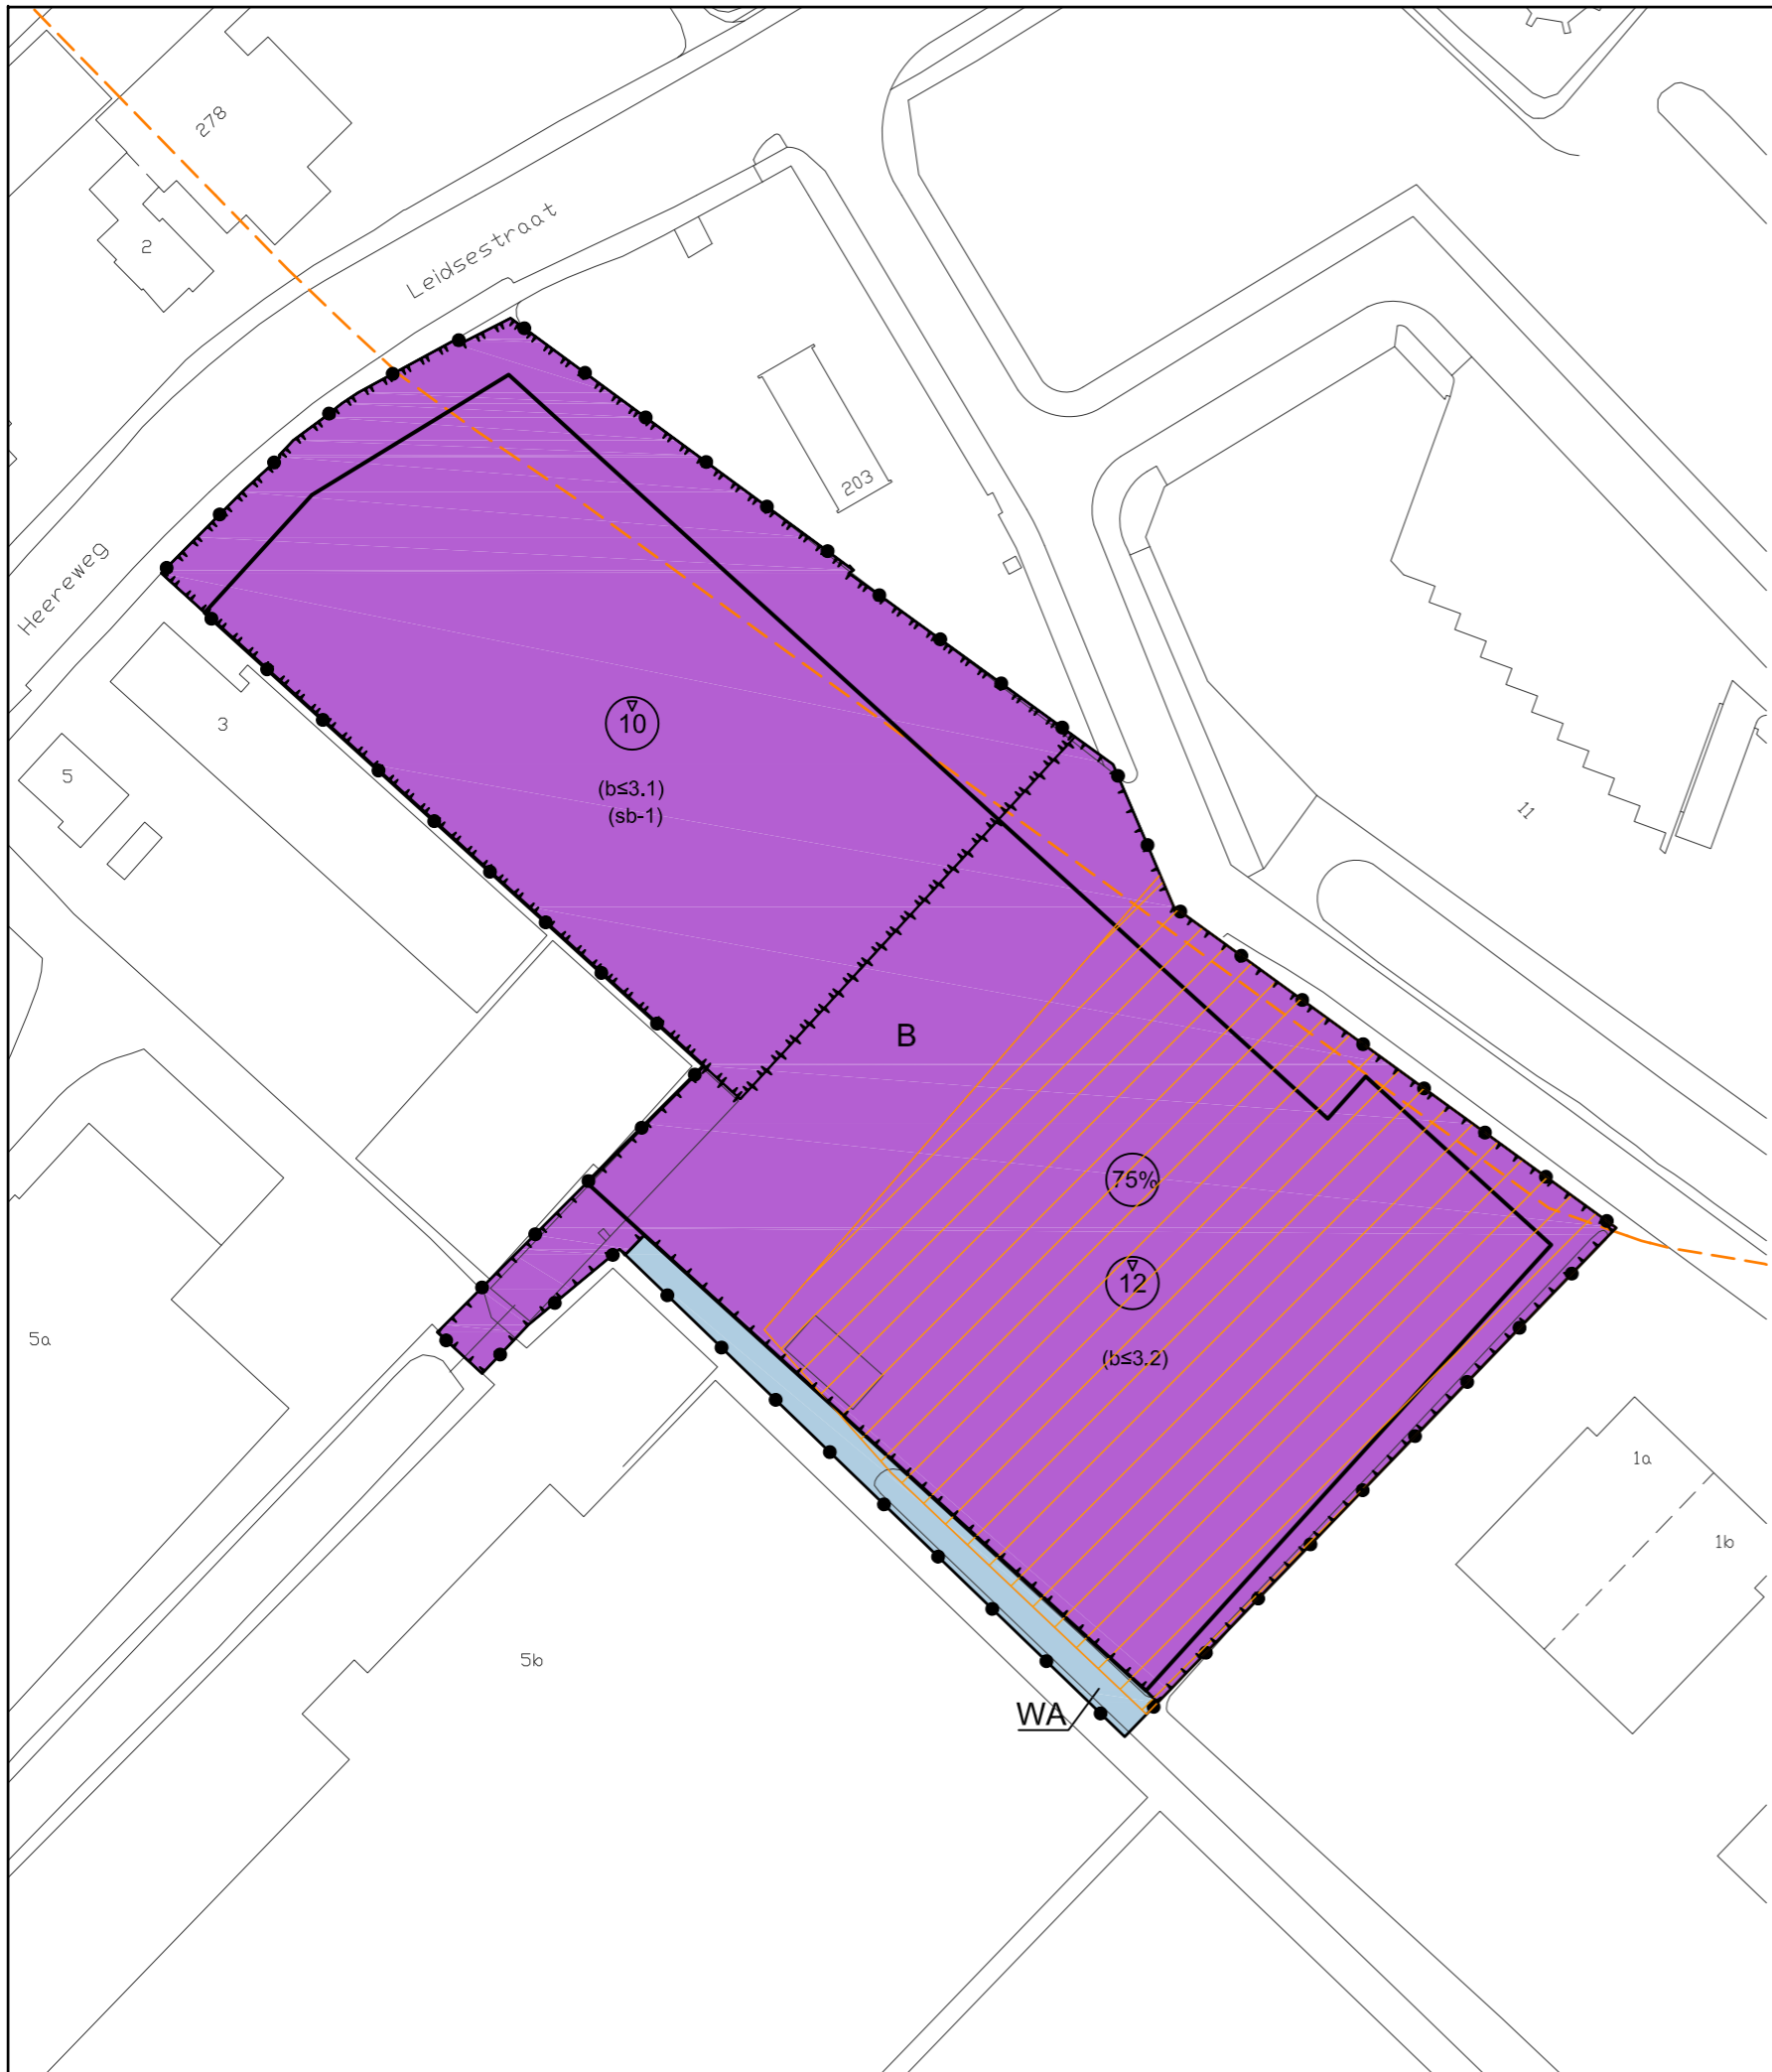 278
2
Leidsestraat
Heereweg
203
3
5
10
(b≤3.1)
(sb-1)
11
B
75%
12
(b≤3.2)
5a
1a
1b
5b
WA